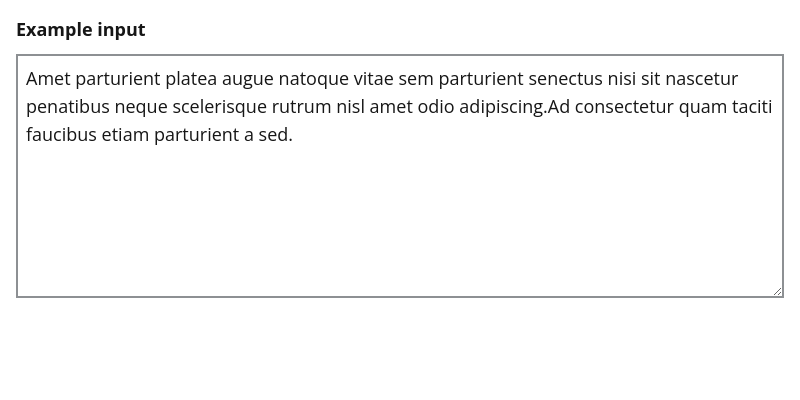 Example input
Amet parturient platea augue natoque vitae sem parturient senectus nisi sit nascetur
penatibus neque scelerisque rutrum nisl amet odio adipiscing.Ad consectetur quam taciti
faucibus etiam parturient a sed.